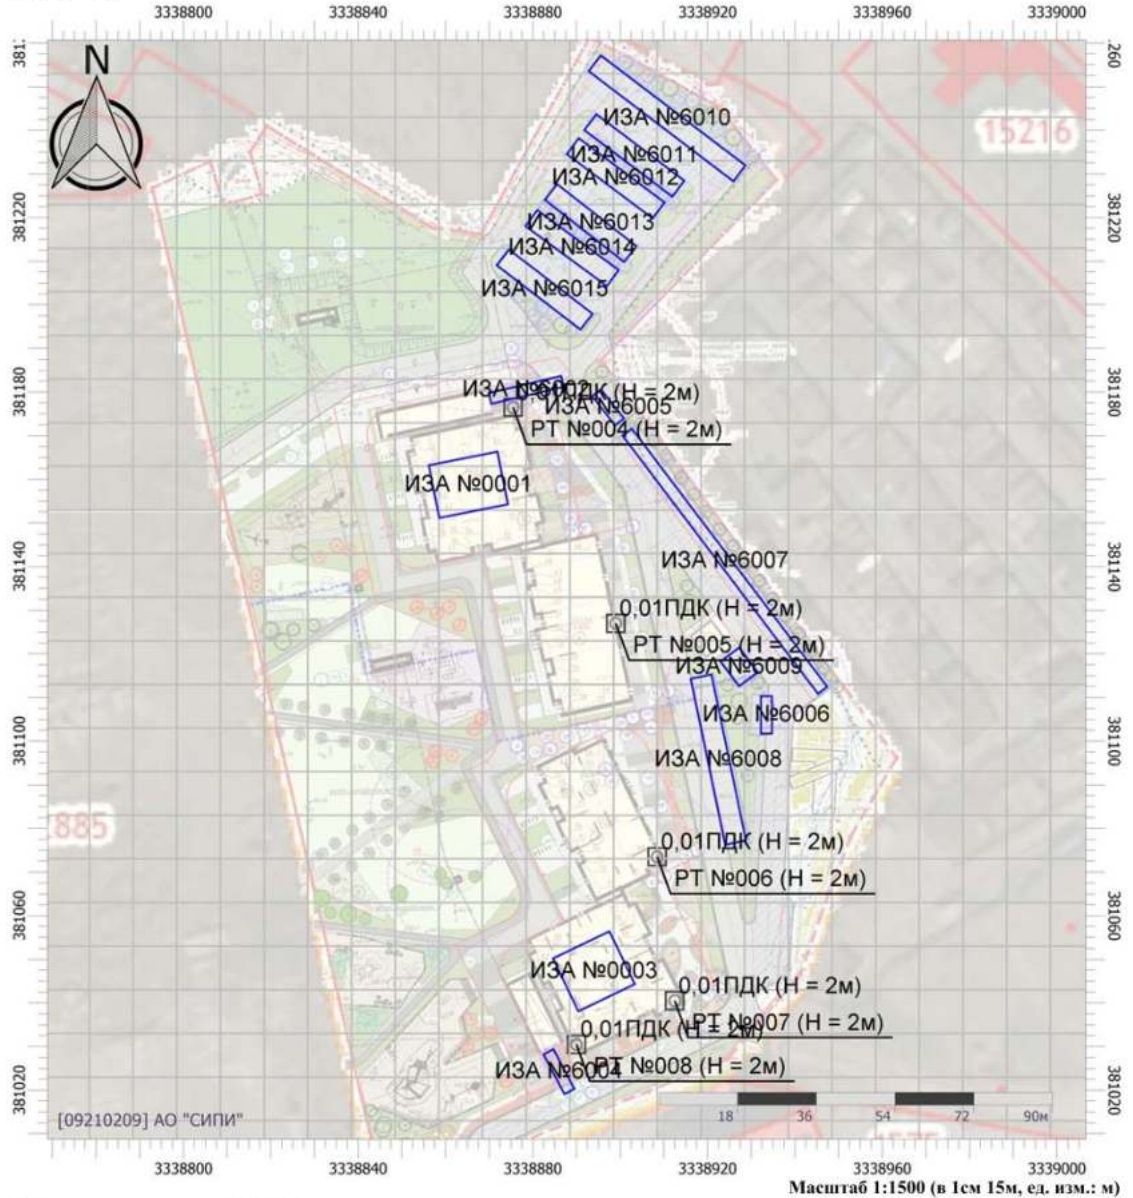 3338800 3338840 3338880 3338920 3338960 3339000
N
15216
ИЗА №6010
ИЗА №6011
ИЗА №6012
381220
381220
ИЗА №6013
ИЗА №6014
ИЗА №6015
381180
381180
ИЗА №6002
0,01ПДК (Н = 2м)
ИЗА №6005
РТ №004 (Н = 2м)
ИЗА №0001
381140
381140
ИЗА №6007
0,01ПДК (Н = 2м)
РТ №005 (Н = 2м)
ИЗА №6009
ИЗА №6006
381100
381100
ИЗА №6008
885
0,01ПДК (Н = 2м)
РТ №006 (Н = 2м)
381060
381060
ИЗА №0003
0,01ПДК (Н = 2м)
РТ №007 (Н = 2м)
0,01ПДК (Н = 2м)
ИЗА №6004
РТ №008 (Н = 2м)
381020
381020
[09210209] АО "СИПИ"
18 36 54 72 90м
3338800 3338840 3338880 3338920 3338960 3339000
Масштаб 1:1500 (в 1см 15м, ед. изм.: м)